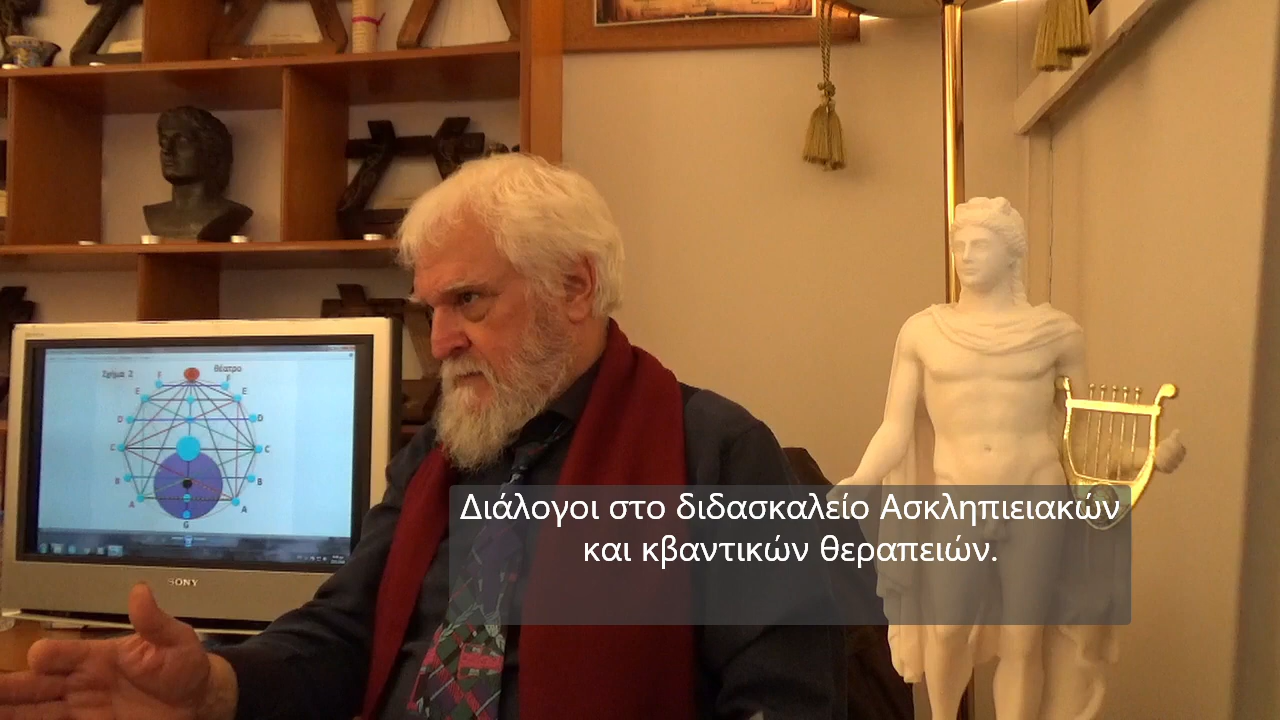 Σχήμα 2 θέατρο
F F
E E
D D
C C
B B
A A
G
SONY
Διάλογοι στο διδασκαλείο Ασκληπιειακών
και κβαντικών θεραπειών.